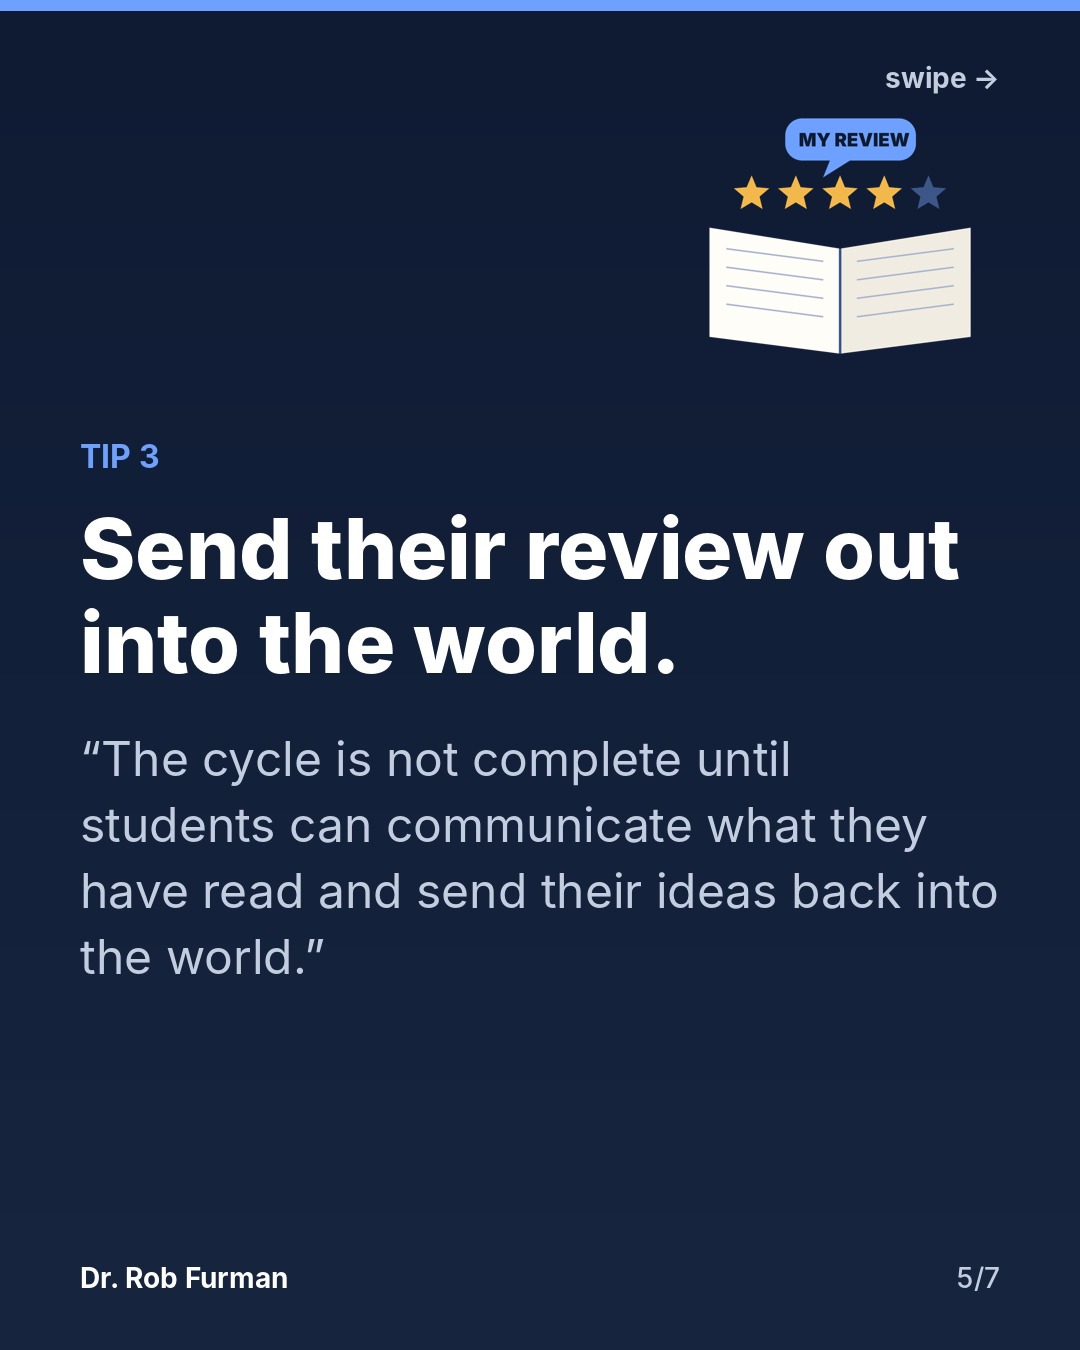 swipe →
MY REVIEW
TIP 3
Send their review out
into the world.
“The cycle is not complete until
students can communicate what they
have read and send their ideas back into
the world.”
Dr. Rob Furman
5/7